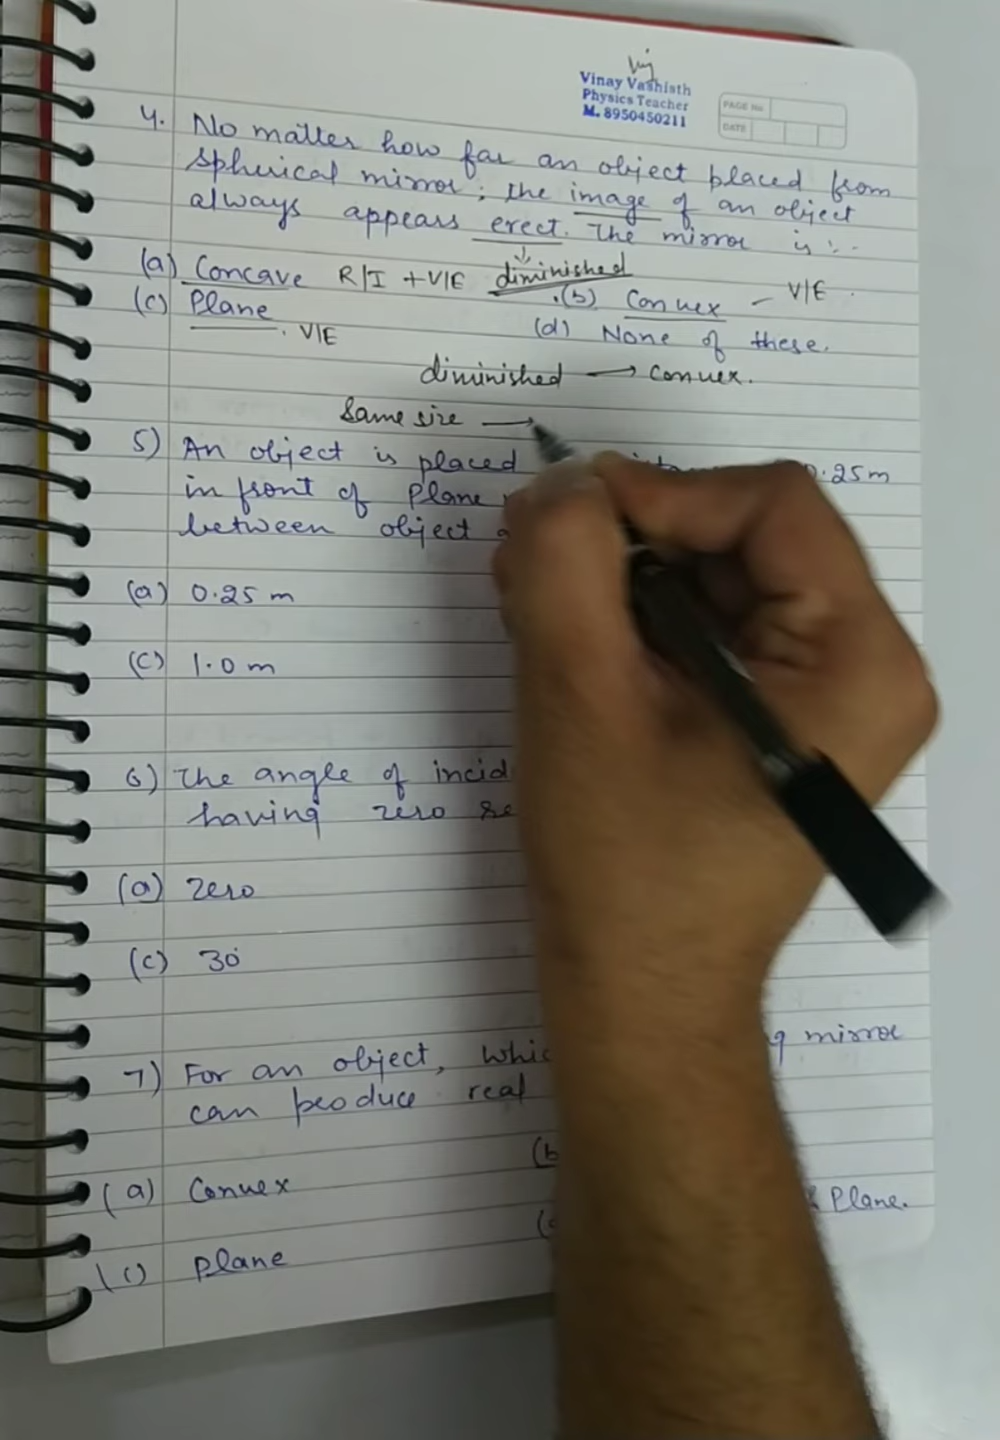 Vinay Vashisth
Physics Teacher
M. 8950450211
PAGE No.
DATE
4. No matter how far an object placed from
spherical mirror; the image of an object
always appears erect. The mirror is :-
diminished
(a) Concave R/I + V/E
(b) Convex - V/E
(c) Plane. V/E
(d) None of these.
diminished → convex.
Same size →
5) An object is placed 0.25m
in front of Plane
between object
(a) 0.25 m
(c) 1.0 m
6) The angle of
having zero
(a) zero
(c) 30°
7) For an object, mirror
can produce real
(a) Convex
(b
Plane.
(c) Plane